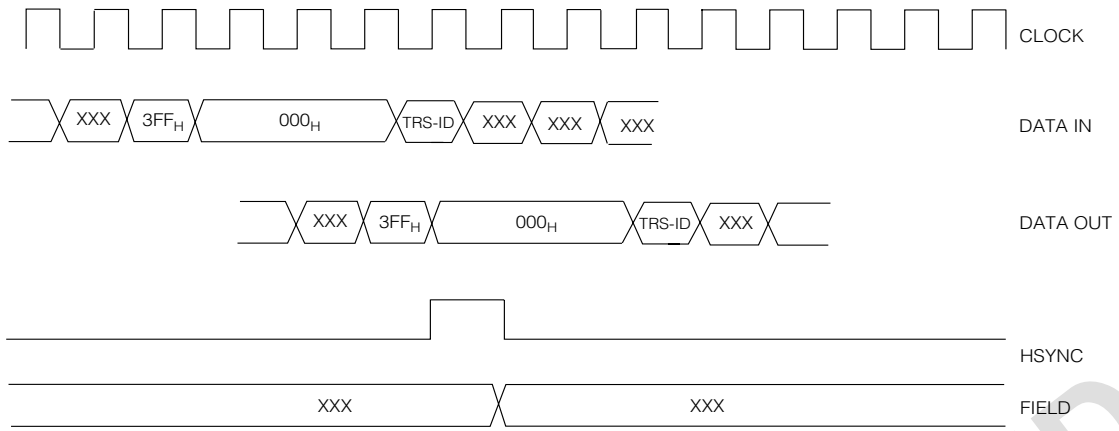 CLOCK
XXX 3FFH 000H TRS-ID XXX XXX XXX DATA IN
XXX 3FFH 000H TRS-ID XXX DATA OUT
HSYNC
XXX XXX FIELD